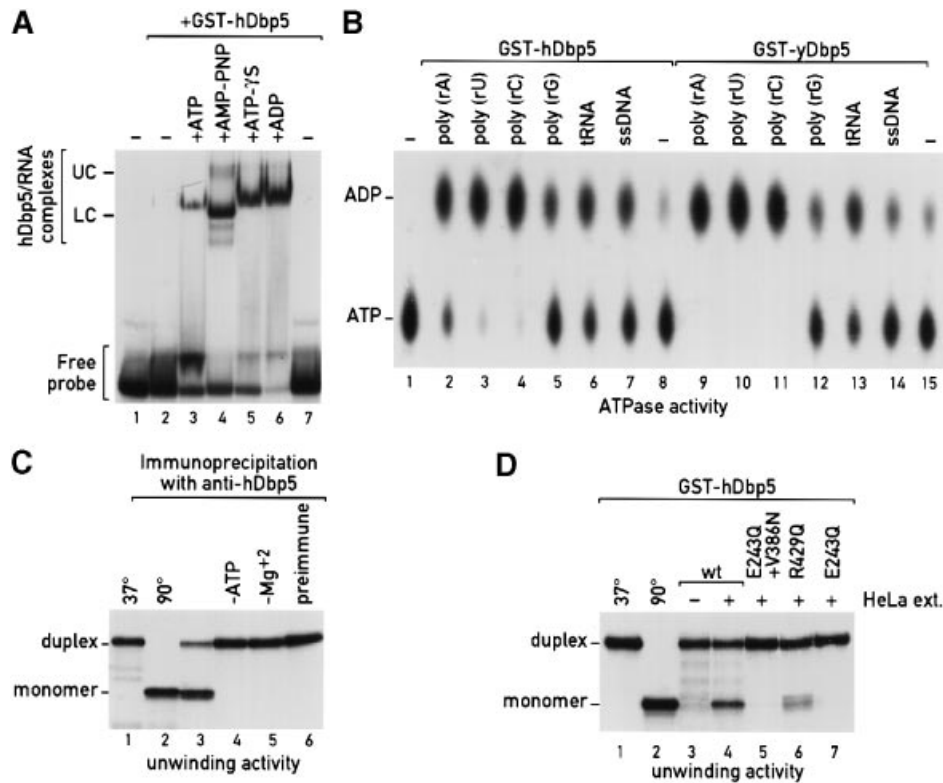 A
+GST-hDbp5
- - +ATP +AMP-PNP +ATP-γS +ADP -
hDbp5/RNA complexes
UC
LC
Free probe
1 2 3 4 5 6 7
B
GST-hDbp5 GST-yDbp5
- poly (rA) poly (rU) poly (rC) poly (rG) tRNA ssDNA - poly (rA) poly (rU) poly (rC) poly (rG) tRNA ssDNA -
ADP
ATP
1 2 3 4 5 6 7 8 9 10 11 12 13 14 15
ATPase activity
C
Immunoprecipitation
with anti-hDbp5
37° 90° -ATP -Mg+2 preimmune
duplex
monomer
1 2 3 4 5 6
unwinding activity
D
GST-hDbp5
37° 90° wt E243Q +V386N R429Q E243Q
- + + + + HeLa ext.
duplex
monomer
1 2 3 4 5 6 7
unwinding activity